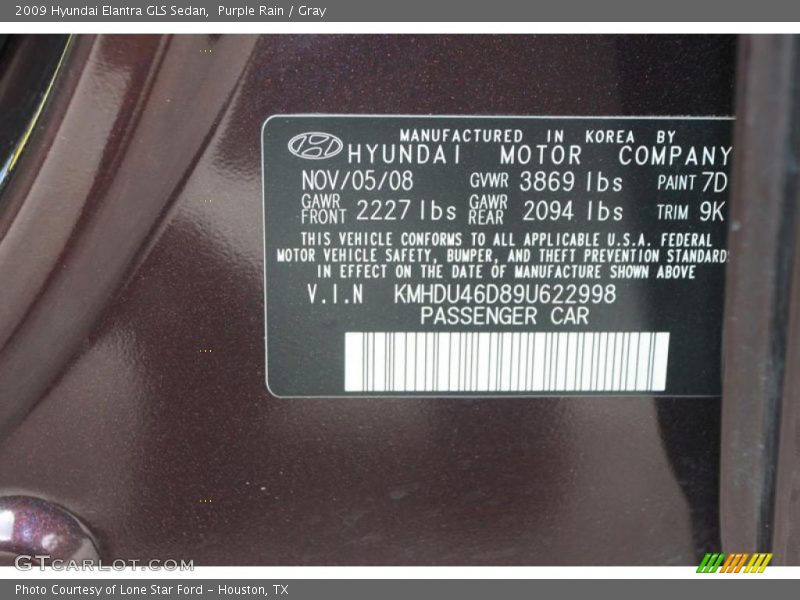 2009 Hyundai Elantra GLS Sedan, Purple Rain / Gray
MANUFACTURED IN KOREA BY
HYUNDAI MOTOR COMPANY
NOV/05/08 GVWR 3869 lbs PAINT 7D
GAWR FRONT 2227 lbs GAWR REAR 2094 lbs TRIM 9K
THIS VEHICLE CONFORMS TO ALL APPLICABLE U.S.A. FEDERAL
MOTOR VEHICLE SAFETY, BUMPER, AND THEFT PREVENTION STANDARDS
IN EFFECT ON THE DATE OF MANUFACTURE SHOWN ABOVE
V.I.N KMHDU46D89U622998
PASSENGER CAR
GTCARLOT.COM
Photo Courtesy of Lone Star Ford - Houston, TX